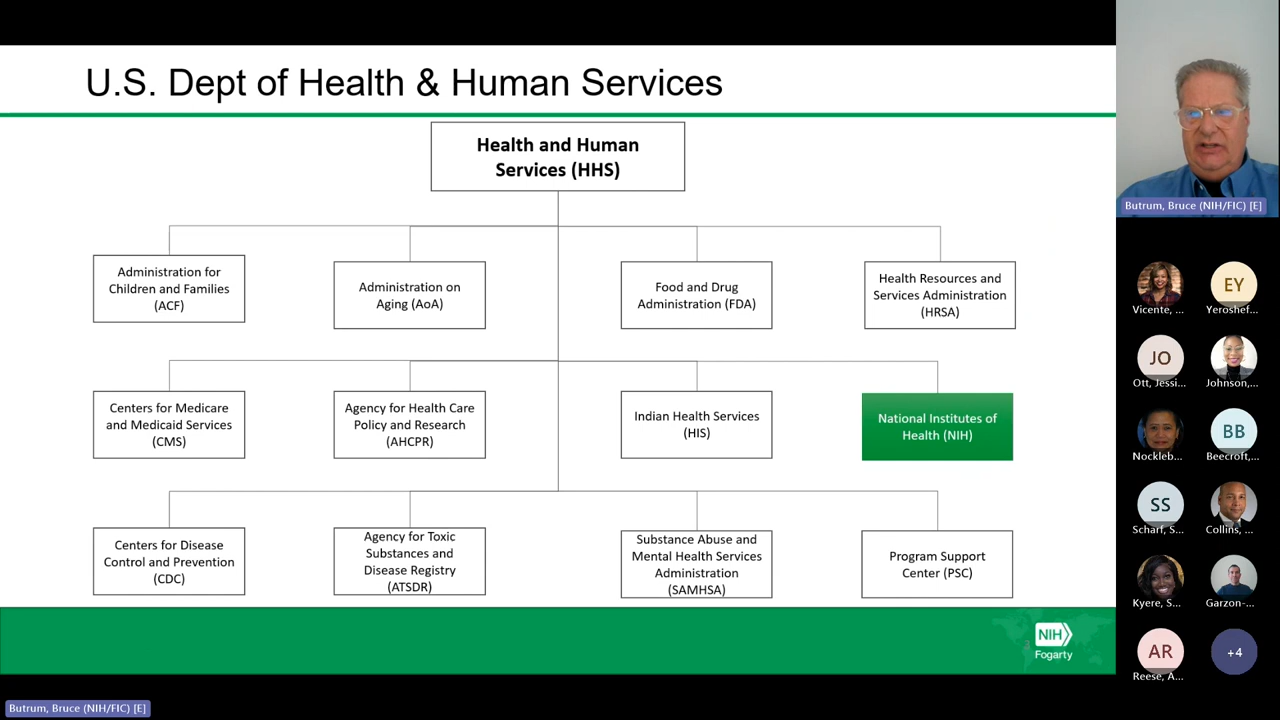 U.S. Dept of Health & Human Services
Health and Human
Services (HHS)
Administration for
Children and Families
(ACF)
Administration on
Aging (AoA)
Food and Drug
Administration (FDA)
Health Resources and
Services Administration
(HRSA)
Centers for Medicare
and Medicaid Services
(CMS)
Agency for Health Care
Policy and Research
(AHCPR)
Indian Health Services
(HIS)
National Institutes of
Health (NIH)
Centers for Disease
Control and Prevention
(CDC)
Agency for Toxic
Substances and
Disease Registry
(ATSDR)
Substance Abuse and
Mental Health Services
Administration
(SAMHSA)
Program Support
Center (PSC)
3
NIH
Fogarty
Butrum, Bruce (NIH/FIC) [E]
Butrum, Bruce (NIH/FIC) [E]
Vicente, ...
EY
Yeroshef...
JO
Ott, Jessi...
Johnson,...
Nockleb...
BB
Beecroft,...
SS
Scharf, S...
Collins, ...
Kyere, S...
Garzon-...
AR
Reese, A...
+4